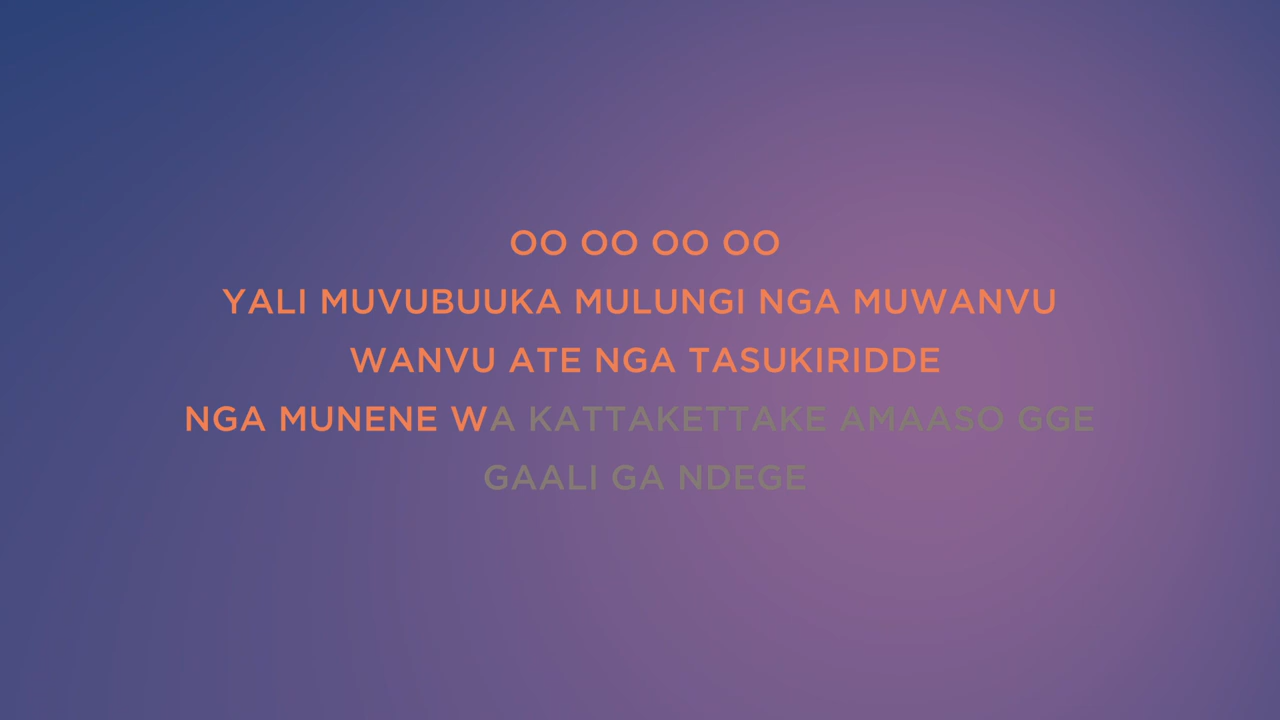 OO OO OO OO
YALI MUVUBUUKA MULUNGI NGA MUWANVU
WANVU ATE NGA TASUKIRIDDE
NGA MUNENE WA KATTAKETTAKE AMAASO GGE
GAALI GA NDEGE